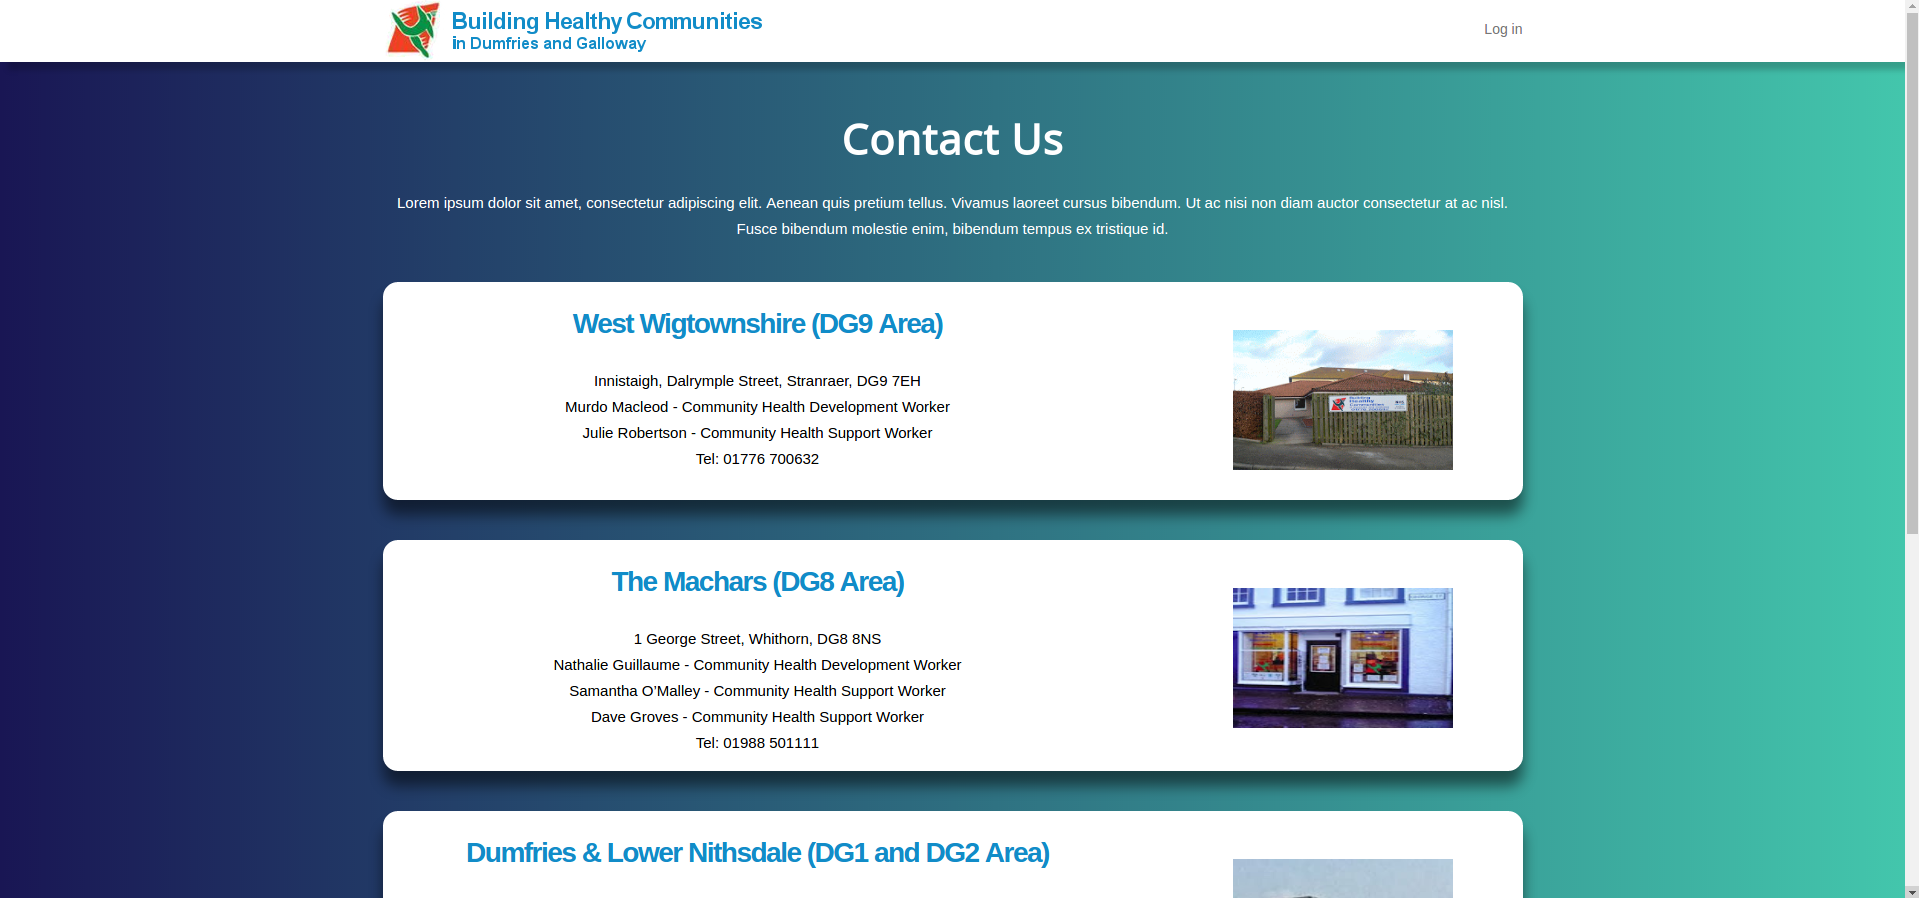 Building Healthy Communities
in Dumfries and Galloway
Log in
Contact Us
Lorem ipsum dolor sit amet, consectetur adipiscing elit. Aenean quis pretium tellus. Vivamus laoreet cursus bibendum. Ut ac nisi non diam auctor consectetur at ac nisl.
Fusce bibendum molestie enim, bibendum tempus ex tristique id.
West Wigtownshire (DG9 Area)
Innistaigh, Dalrymple Street, Stranraer, DG9 7EH
Murdo Macleod - Community Health Development Worker
Julie Robertson - Community Health Support Worker
Tel: 01776 700632
Building
Healthy
Communities
The Machars (DG8 Area)
1 George Street, Whithorn, DG8 8NS
Nathalie Guillaume - Community Health Development Worker
Samantha O’Malley - Community Health Support Worker
Dave Groves - Community Health Support Worker
Tel: 01988 501111
Dumfries & Lower Nithsdale (DG1 and DG2 Area)